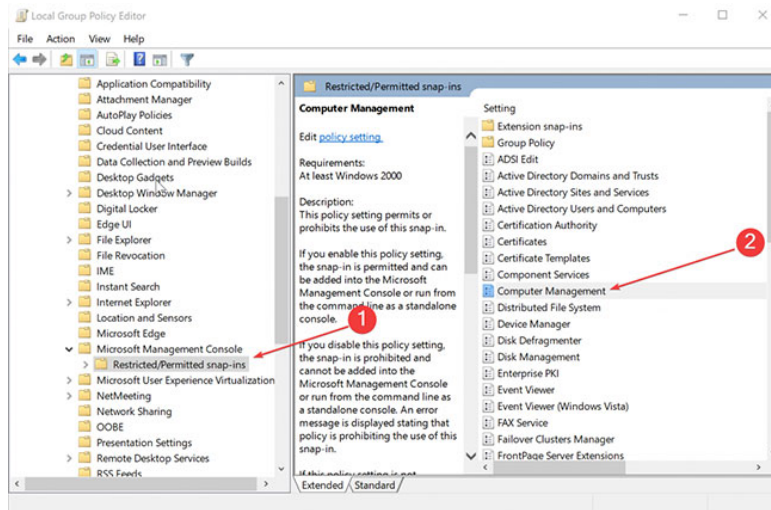 Local Group Policy Editor
File Action View Help
Application Compatibility
Attachment Manager
AutoPlay Policies
Cloud Content
Credential User Interface
Data Collection and Preview Builds
Desktop Gadgets
Desktop Window Manager
Digital Locker
Edge UI
File Explorer
File Revocation
IME
Instant Search
Internet Explorer
Location and Sensors
Microsoft Edge
Microsoft Management Console
Restricted/Permitted snap-ins
Microsoft User Experience Virtualization
NetMeeting
Network Sharing
OOBE
Presentation Settings
Remote Desktop Services
RSS Feeds
1
Restricted/Permitted snap-ins
Computer Management
Edit policy setting
Requirements:
At least Windows 2000
Description:
This policy setting permits or
prohibits the use of this snap-in.
If you enable this policy setting,
the snap-in is permitted and can
be added into the Microsoft
Management Console or run from
the command line as a standalone
console.
If you disable this policy setting,
the snap-in is prohibited and
cannot be added into the
Microsoft Management Console
or run from the command line as
a standalone console. An error
message is displayed stating that
policy is prohibiting the use of this
snap-in.
If this policy setting is not
Setting
Extension snap-ins
Group Policy
ADSI Edit
Active Directory Domains and Trusts
Active Directory Sites and Services
Active Directory Users and Computers
Certification Authority
Certificates
Certificate Templates
Component Services
Computer Management
Distributed File System
Device Manager
Disk Defragmenter
Disk Management
Enterprise PKI
Event Viewer
Event Viewer (Windows Vista)
FAX Service
Failover Clusters Manager
FrontPage Server Extensions
2
Extended Standard